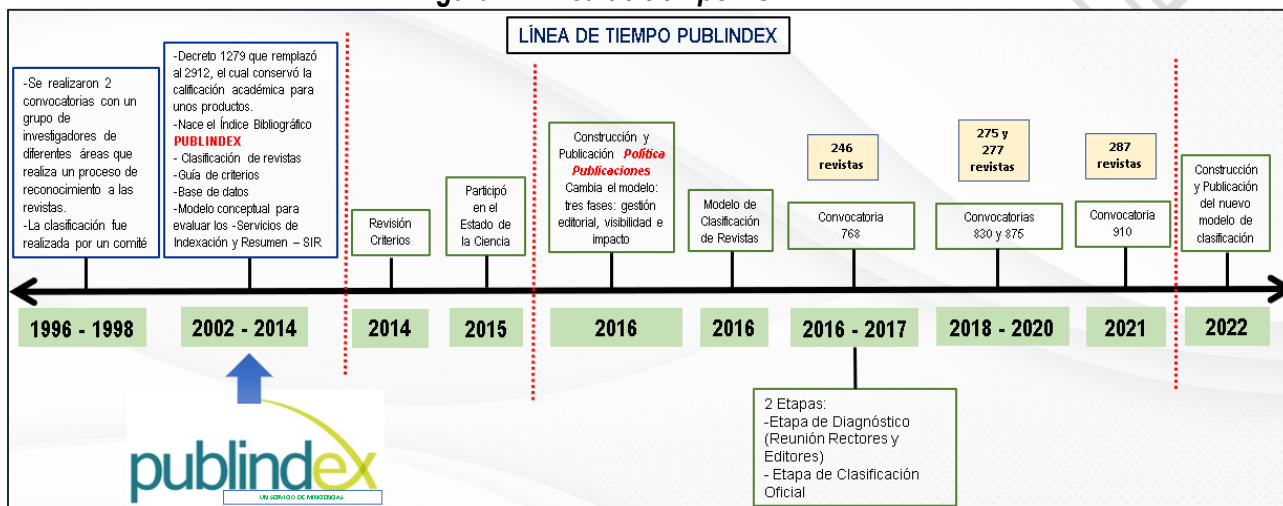 LÍNEA DE TIEMPO PUBLINDEX
-Se realizaron 2
convocatorias con un
grupo de
investigadores de
diferentes áreas que
realiza un proceso de
reconocimiento a las
revistas.
-La clasificación fue
realizada por un comité
-Decreto 1279 que remplazó
al 2912, el cual conservó la
calificación académica para
unos productos.
-Nace el Índice Bibliográfico
PUBLINDEX
- Clasificación de revistas
-Guía de criterios
-Base de datos
-Modelo conceptual para
evaluar los -Servicios de
Indexación y Resumen – SIR
Revisión
Criterios
Participó
en el
Estado de
la Ciencia
Construcción y
Publicación Política
Publicaciones
Cambia el modelo:
tres fases: gestión
editorial, visibilidad e
impacto
Modelo de
Clasificación
de Revistas
246
revistas
Convocatoria
768
275 y
277
revistas
Convocatorias
830 y 875
287
revistas
Convocatoria
910
Construcción
y Publicación
del nuevo
modelo de
clasificación
1996 - 1998
2002 - 2014
2014
2015
2016
2016
2016 - 2017
2018 - 2020
2021
2022
2 Etapas:
-Etapa de Diagnóstico
(Reunión Rectores y
Editores)
- Etapa de Clasificación
Oficial
publindex
UN SERVICIO DE MINCIENCIAS